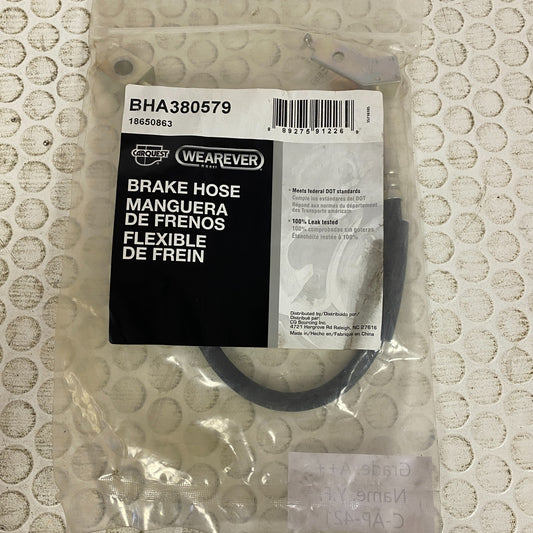 BHA380579
18650863
8 89275 91226 9
CARQUEST
WEAREVER
BRAKE HOSE
MANGUERA
DE FRENOS
FLEXIBLE
DE FREIN
· Meets federal DOT standards
Cumple los estándares del DOT
Répond aux normes du département
des Transports américain
· 100% Leak tested
100% comprobadas sin goteras
Étanchéité testée à 100%
Distributed by/Distribuido por/
Distribué par:
CQ Sourcing Inc.
4721 Hargrove Rd Raleigh, NC 27616
Made in/Hecho en/Fabriqué en China
Grade: A++
C-AP-421